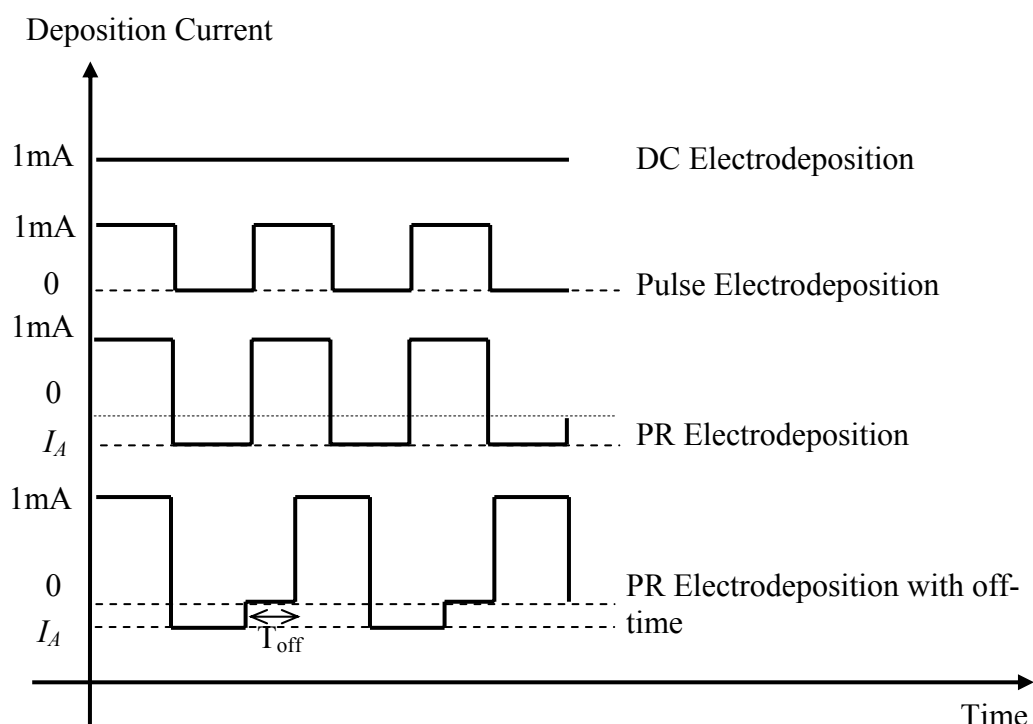 Deposition Current
1mA
DC Electrodeposition
1mA
0
Pulse Electrodeposition
1mA
0
I_A
PR Electrodeposition
1mA
0
PR Electrodeposition with off-
time
I_A
T_off
Time